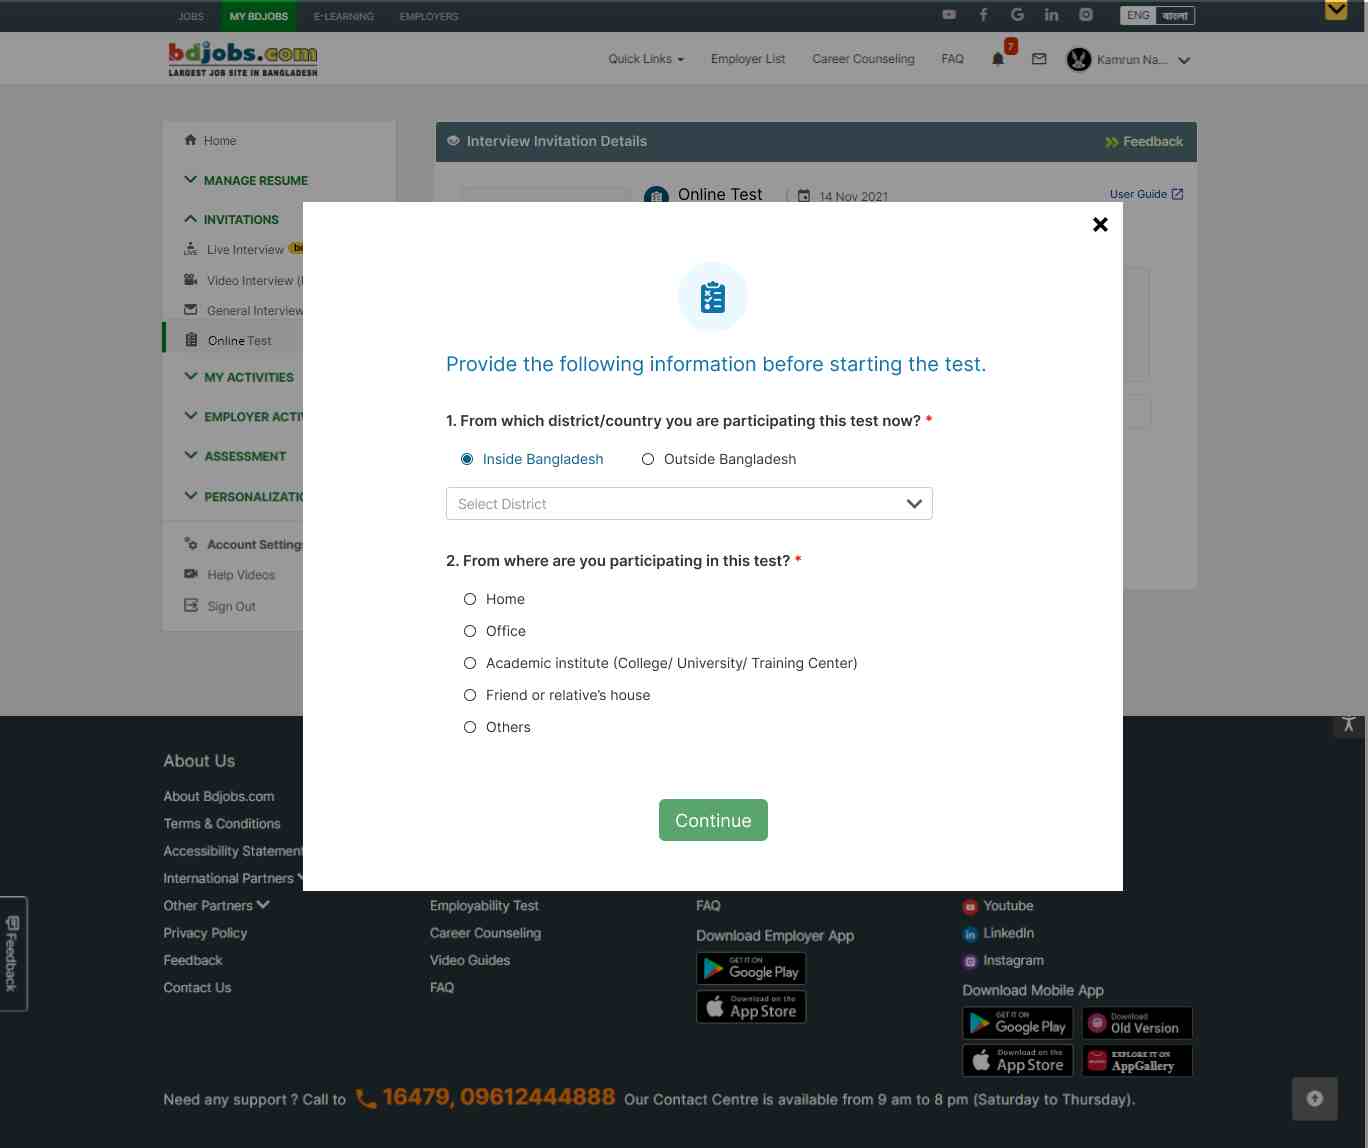 JOBS MY BDJOBS E-LEARNING EMPLOYERS ENG বাংলা
bdjobs.com
LARGEST JOB SITE IN BANGLADESH
Quick Links Employer List Career Counseling FAQ 7 Kamrun Na...
Home
MANAGE RESUME
INVITATIONS
Live Interview
Video Interview
General Interview
Online Test
MY ACTIVITIES
EMPLOYER
ASSESSMENT
Account
Help Videos
Sign Out
Interview Invitation Details Feedback
Online Test 14 Nov 2021 User Guide
Provide the following information before starting the test.
1. From which district/country you are participating this test now? *
Inside Bangladesh Outside Bangladesh
Select District
2. From where are you participating in this test? *
Home
Office
Academic institute (College/ University/ Training Center)
Friend or relative's house
Others
Continue
About Us
About Bdjobs.com
Terms & Conditions
Accessibility Statement
International Partners
Other Partners
Privacy Policy
Feedback
Contact Us
Employability Test
Career Counseling
Video Guides
FAQ
FAQ
Download Employer App
GET IT ON
Google Play
Download on the
App Store
Youtube
LinkedIn
Instagram
Download Mobile App
GET IT ON
Google Play
Download
Old Version
Download on the
App Store
EXPLORE IT ON
AppGallery
Feedback
Need any support ? Call to 16479, 09612444888 Our Contact Centre is available from 9 am to 8 pm (Saturday to Thursday).